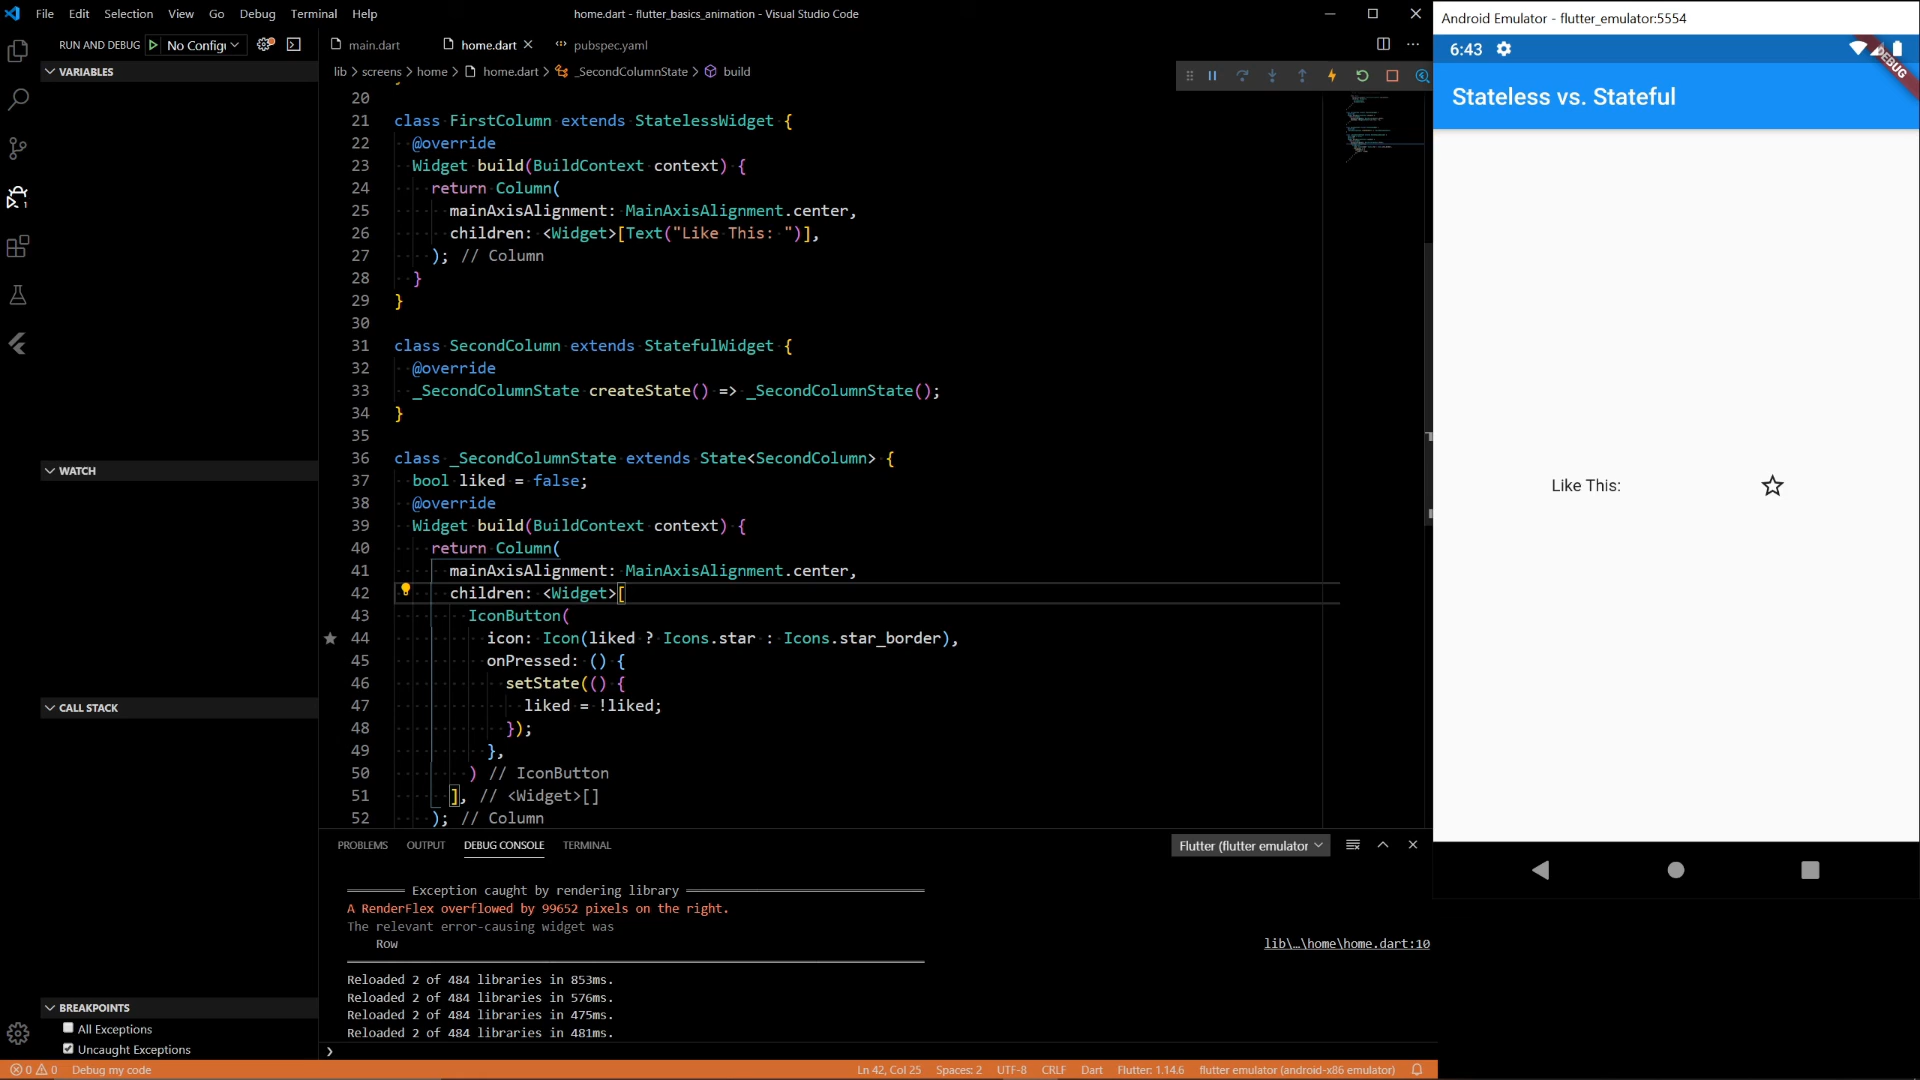 File Edit Selection View Go Debug Terminal Help
home.dart - flutter_basics_animation - Visual Studio Code
RUN AND DEBUG No Config
main.dart home.dart pubspec.yaml
lib > screens > home > home.dart > _SecondColumnState > build
VARIABLES
WATCH
CALL STACK
BREAKPOINTS
All Exceptions
Uncaught Exceptions
20
21 class FirstColumn extends StatelessWidget {
22 @override
23 Widget build(BuildContext context) {
24 return Column(
25 mainAxisAlignment: MainAxisAlignment.center,
26 children: <Widget>[Text("Like This: ")],
27 ); // Column
28 }
29 }
30
31 class SecondColumn extends StatefulWidget {
32 @override
33 _SecondColumnState createState() => _SecondColumnState();
34 }
35
36 class _SecondColumnState extends State<SecondColumn> {
37 bool liked = false;
38 @override
39 Widget build(BuildContext context) {
40 return Column(
41 mainAxisAlignment: MainAxisAlignment.center,
42 children: <Widget>[
43 IconButton(
44 icon: Icon(liked ? Icons.star : Icons.star_border),
45 onPressed: () {
46 setState(() {
47 liked = !liked;
48 });
49 },
50 ) // IconButton
51 ], // <Widget>[]
52 ); // Column
PROBLEMS OUTPUT DEBUG CONSOLE TERMINAL
Flutter (flutter emulator
Exception caught by rendering library
A RenderFlex overflowed by 99652 pixels on the right.
The relevant error-causing widget was
Row lib\…\home\home.dart:10
Reloaded 2 of 484 libraries in 853ms.
Reloaded 2 of 484 libraries in 576ms.
Reloaded 2 of 484 libraries in 475ms.
Reloaded 2 of 484 libraries in 481ms.
0 0 Debug my code
Ln 42, Col 25 Spaces: 2 UTF-8 CRLF Dart Flutter: 1.14.6 flutter emulator (android-x86 emulator)
Android Emulator - flutter_emulator:5554
6:43
DEBUG
Stateless vs. Stateful
Like This: